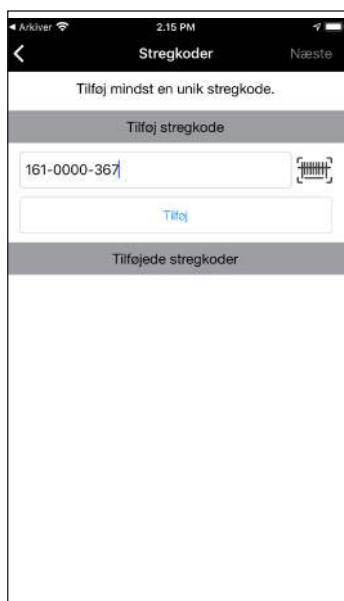 Arkiver 2.15 PM
Stregkoder Næste
Tilføj mindst en unik stregkode.
Tilføj stregkode
161-0000-367
Tilføj
Tilføjede stregkoder